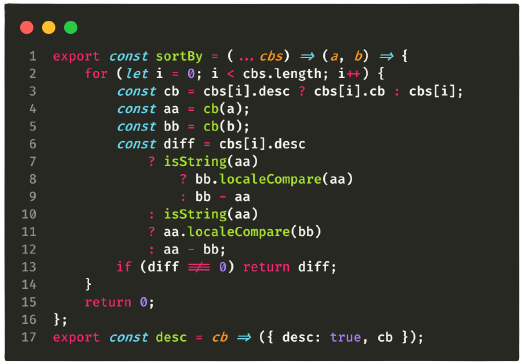 1 export const sortBy = (...cbs) => (a, b) => {
2 for (let i = 0; i < cbs.length; i++) {
3 const cb = cbs[i].desc ? cbs[i].cb : cbs[i];
4 const aa = cb(a);
5 const bb = cb(b);
6 const diff = cbs[i].desc
7 ? isString(aa)
8 ? bb.localeCompare(aa)
9 : bb - aa
10 : isString(aa)
11 ? aa.localeCompare(bb)
12 : aa - bb;
13 if (diff !== 0) return diff;
14 }
15 return 0;
16 };
17 export const desc = cb => ({ desc: true, cb });